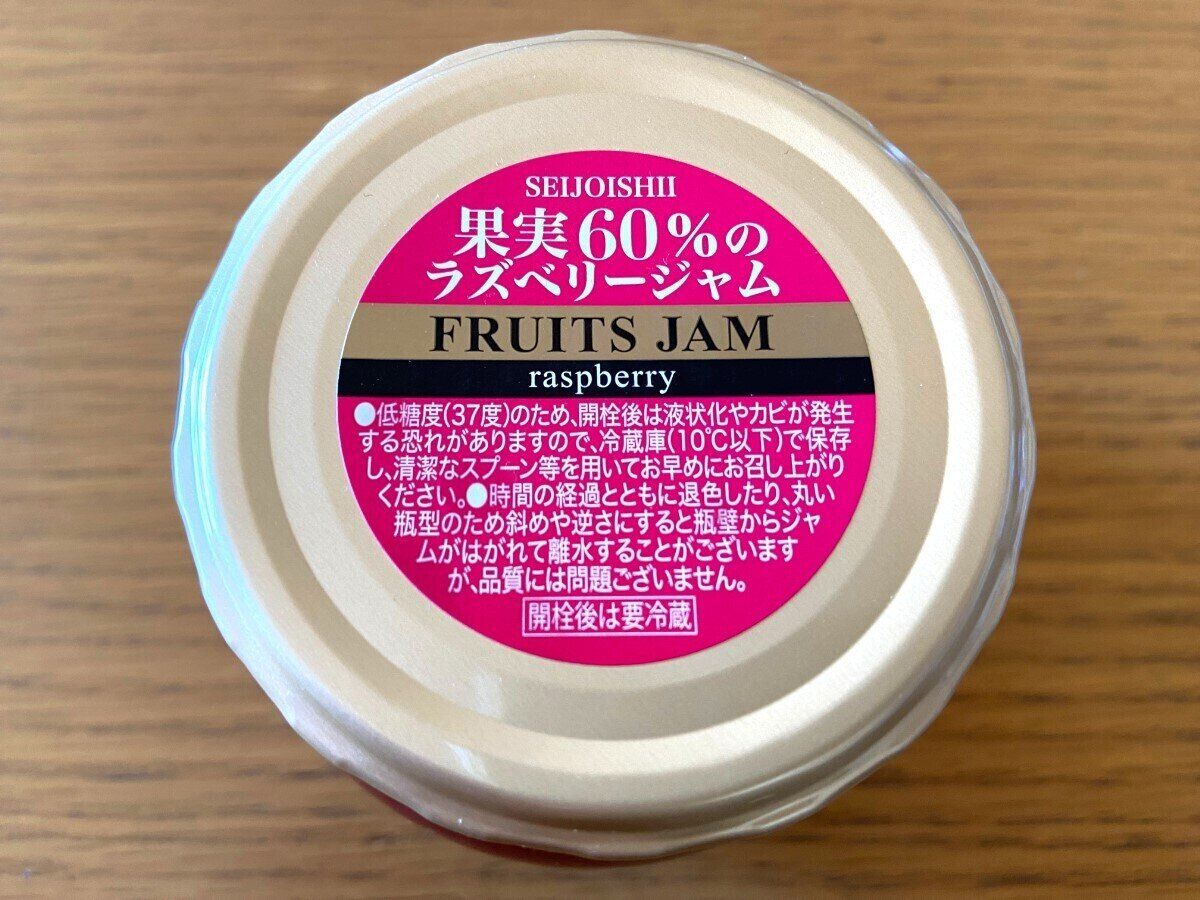 SEIJOISHII
果実60%の
ラズベリージャム
FRUITS JAM
raspberry
●低糖度(37度)のため、開栓後は液状化やカビが発生
する恐れがありますので、冷蔵庫(10℃以下)で保存
し、清潔なスプーン等を用いてお早めにお召し上がり
ください。●時間の経過とともに退色したり、丸い
瓶型のため斜めや逆さにすると瓶壁からジャ
ムがはがれて離水することがございます
が、品質には問題ございません。
開栓後は要冷蔵